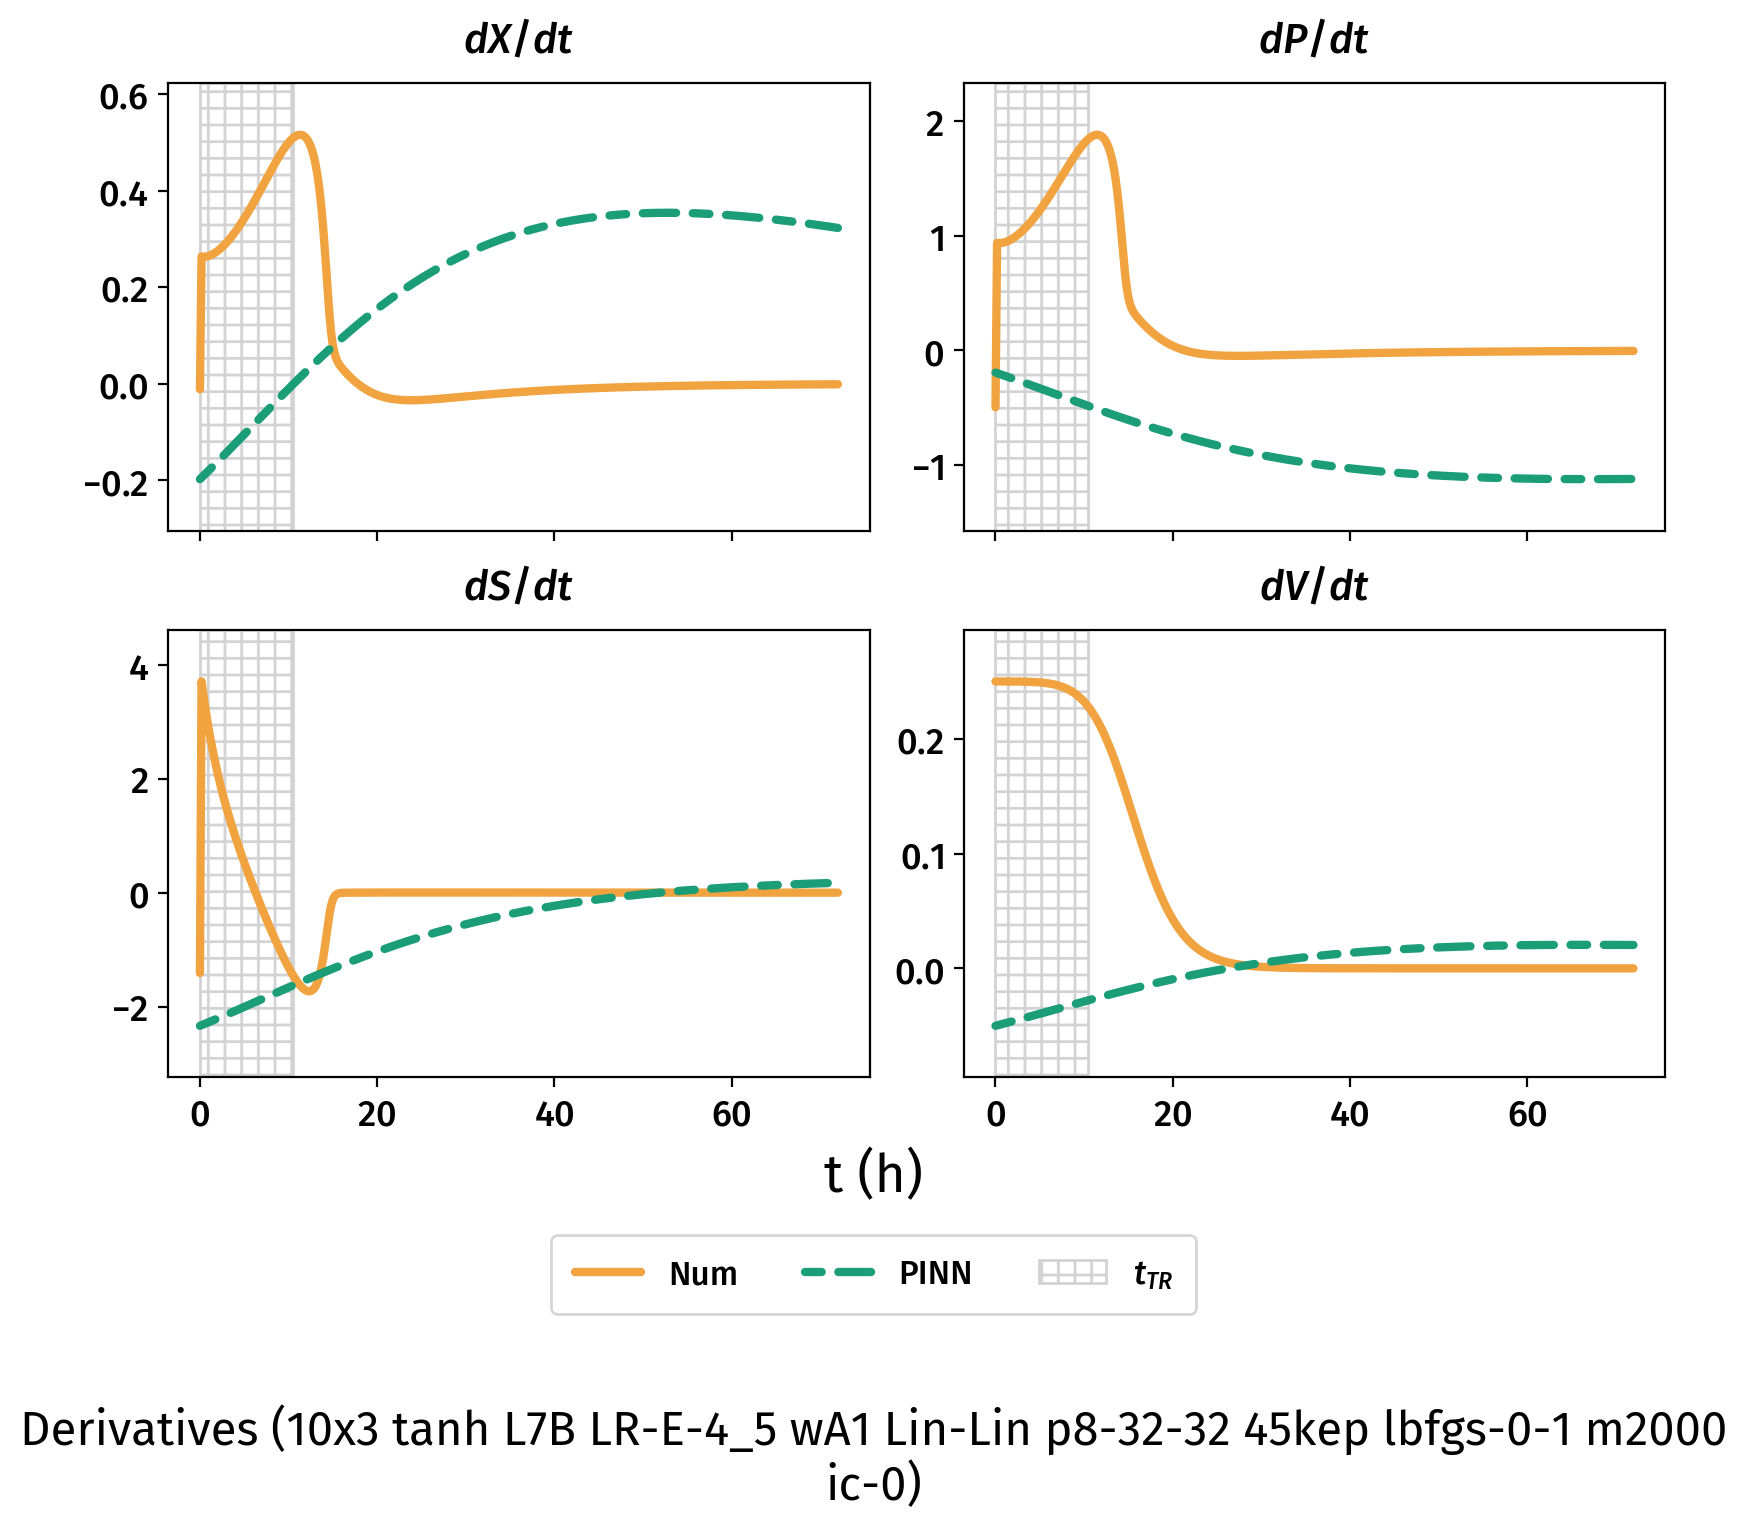 dX/dt
dP/dt
0.6
0.4
0.2
0.0
−0.2
2
1
0
−1
dS/dt
dV/dt
4
2
0
−2
0 20 40 60
0.2
0.1
0.0
0 20 40 60
t (h)
Num PINN tTR
Derivatives (10x3 tanh L7B LR-E-4_5 wA1 Lin-Lin p8-32-32 45kep lbfgs-0-1 m2000
ic-0)